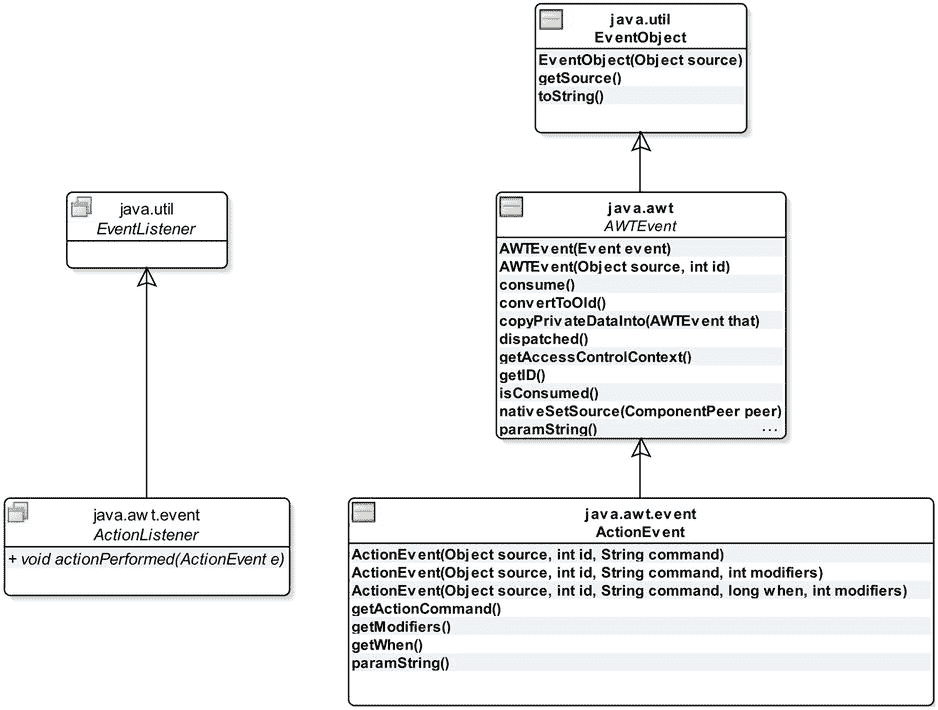 java.util
EventObject
EventObject(Object source)
getSource()
toString()
java.util
EventListener
java.awt
AWTEvent
AWTEvent(Event event)
AWTEvent(Object source, int id)
consume()
convertToOld()
copyPrivateDataInto(AWTEvent that)
dispatched()
getAccessControlContext()
getID()
isConsumed()
nativeSetSource(ComponentPeer peer)
paramString() ...
java.awt.event
ActionListener
+ void actionPerformed(ActionEvent e)
java.awt.event
ActionEvent
ActionEvent(Object source, int id, String command)
ActionEvent(Object source, int id, String command, int modifiers)
ActionEvent(Object source, int id, String command, long when, int modifiers)
getActionCommand()
getModifiers()
getWhen()
paramString()